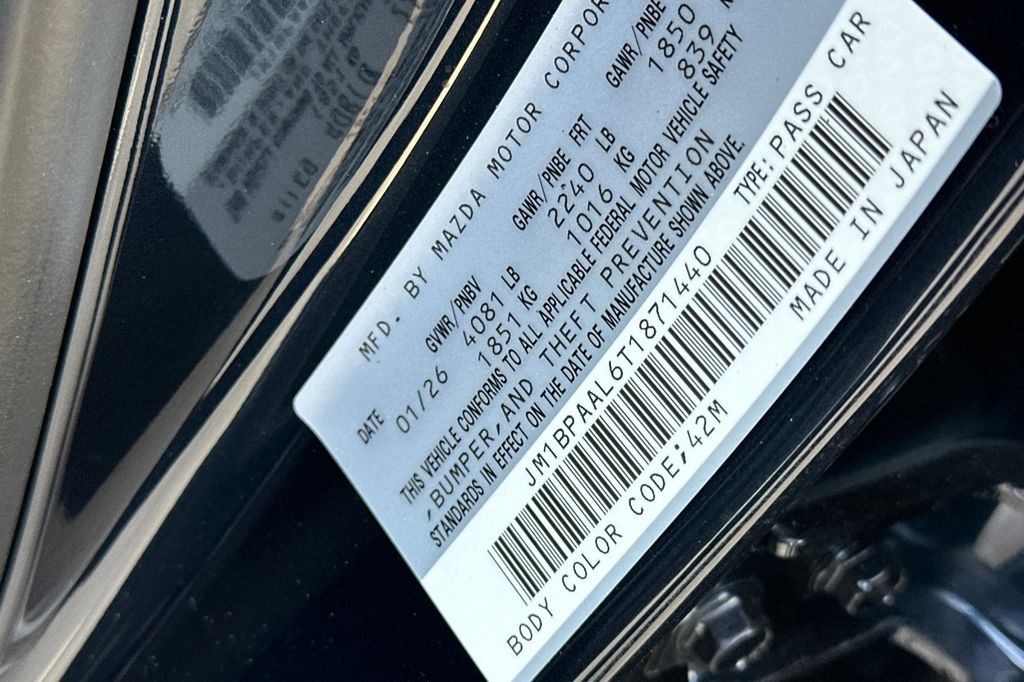 MFD. BY MAZDA MOTOR CORPOR
DATE GVWR/PNBV GAWR/PNBE FRT GAWR/PNBE
01/26 4081 LB 2240 LB 1850
1851 KG 1016 KG 839
THIS VEHICLE CONFORMS TO ALL APPLICABLE FEDERAL MOTOR VEHICLE SAFETY
,BUMPER,AND THEFT PREVENTION
STANDARDS IN EFFECT ON THE DATE OF MANUFACTURE SHOWN ABOVE.
JM1BPAAL6T1871440 TYPE:PASS CAR
BODY COLOR CODE;42M MADE IN JAPAN